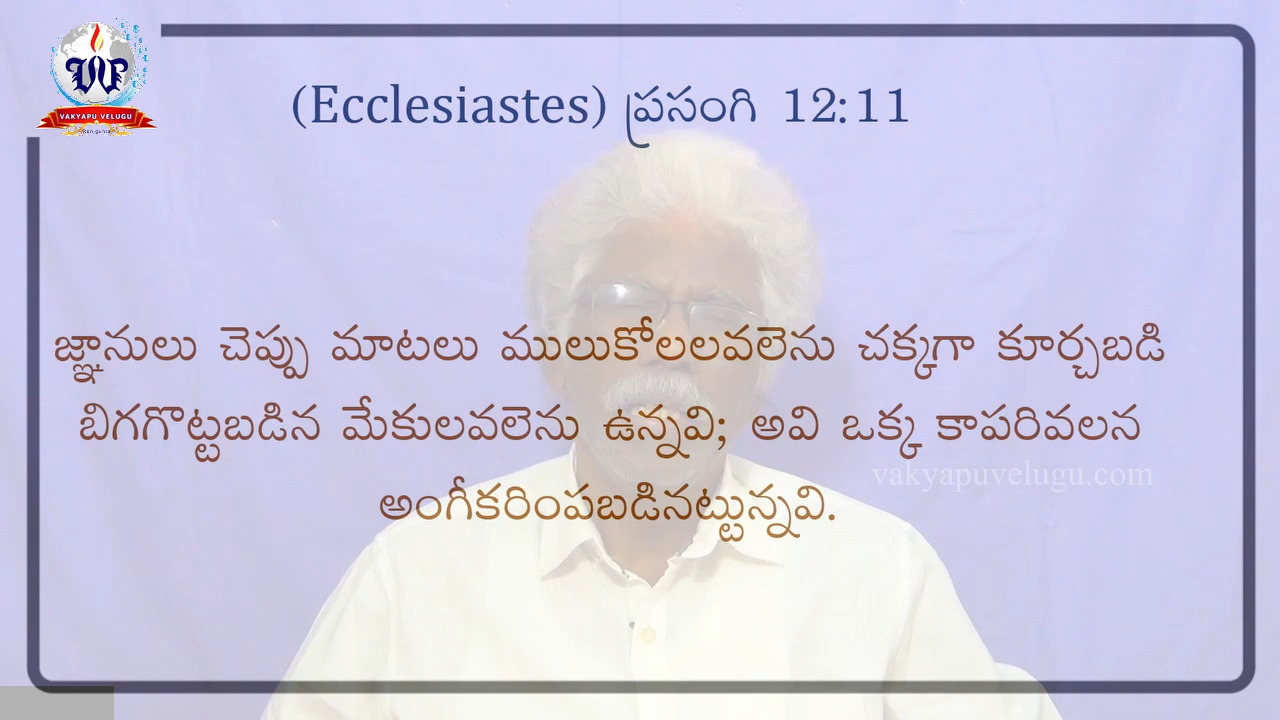 VAKYAPU VELUGU
(Ecclesiastes) ప్రసంగి 12:11
జ్ఞానులు చెప్పు మాటలు ములుకోలలవలెను చక్కగా కూర్చబడి
బిగగొట్టబడిన మేకులవలెను ఉన్నవి; అవి ఒక్క కాపరివలన
vakyapuvelugu.com
అంగీకరింపబడినట్టున్నవి.